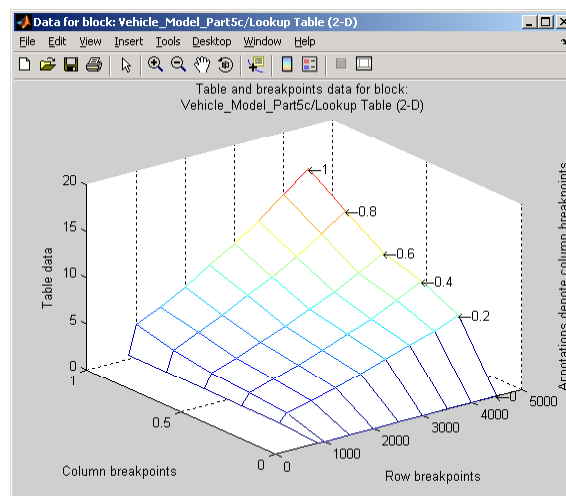 Data for block: Vehicle_Model_Part5c/Lookup Table (2-D)
File Edit View Insert Tools Desktop Window Help
Table and breakpoints data for block:
Vehicle_Model_Part5c/Lookup Table (2-D)
20
15
10
5
0
Table data
1
0.5
0
Column breakpoints
0
1000
2000
3000
4000
5000
Row breakpoints
←1
←0.8
←0.6
←0.4
←0.2
←0
Annotations denote column breakpoints